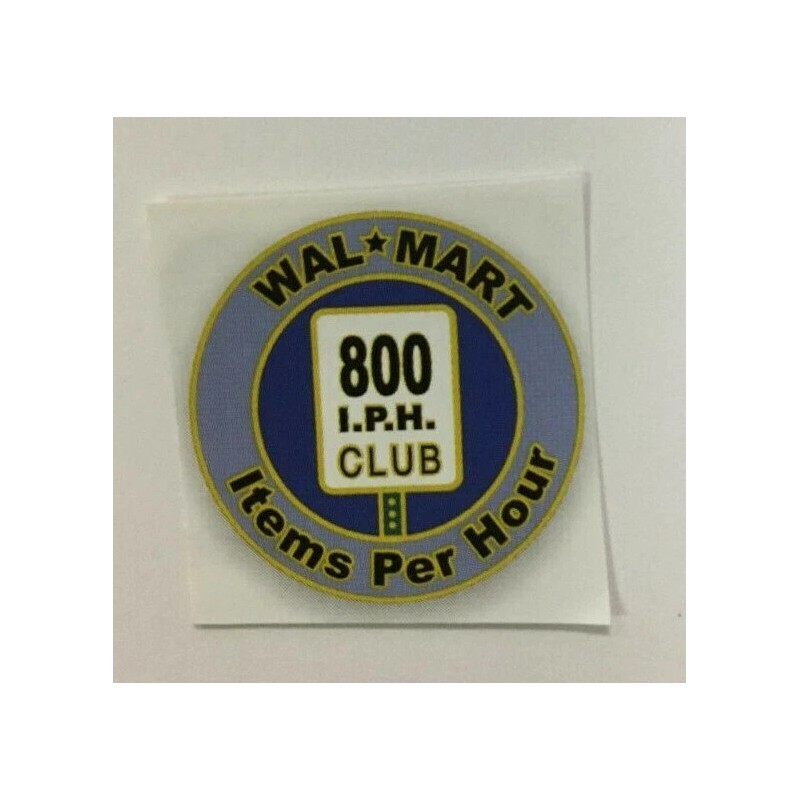 WAL★MART
800
I.P.H.
CLUB
Items Per Hour